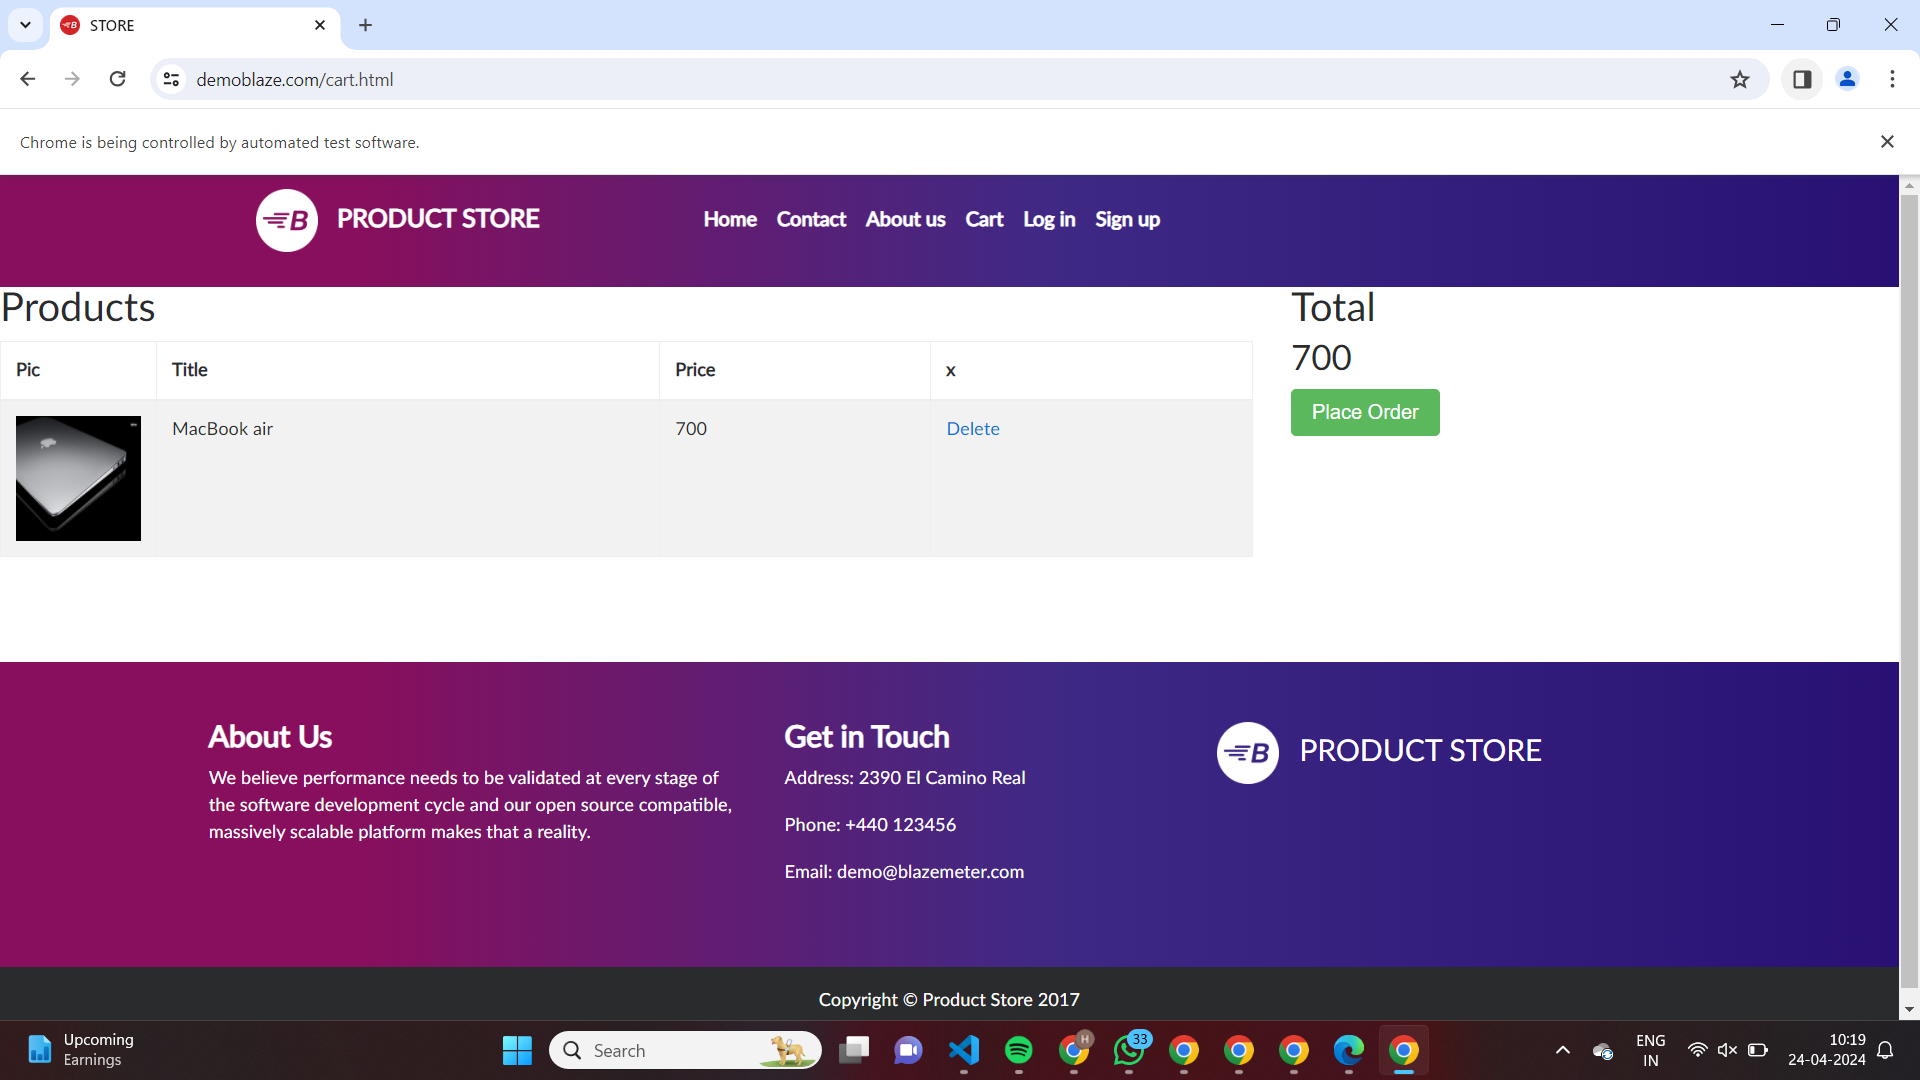 STORE
demoblaze.com/cart.html
Chrome is being controlled by automated test software.
B PRODUCT STORE Home Contact About us Cart Log in Sign up
Products
Pic Title Price x
MacBook air 700 Delete
Total
700
Place Order
About Us
We believe performance needs to be validated at every stage of
the software development cycle and our open source compatible,
massively scalable platform makes that a reality.
Get in Touch
Address: 2390 El Camino Real
Phone: +440 123456
Email: demo@blazemeter.com
B PRODUCT STORE
Copyright © Product Store 2017
Upcoming
Earnings
Search
H
33
ENG
IN
10:19
24-04-2024